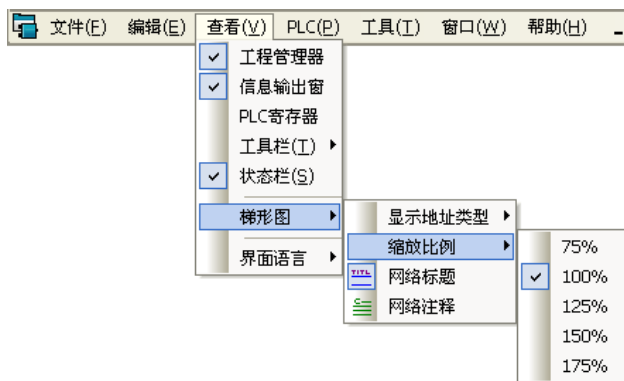 文件(F) 编辑(E) 查看(V) PLC(P) 工具(T) 窗口(W) 帮助(H)
工程管理器
信息输出窗
PLC寄存器
工具栏(T)
状态栏(S)
梯形图
界面语言
显示地址类型
缩放比例
网络标题
网络注释
75%
100%
125%
150%
175%